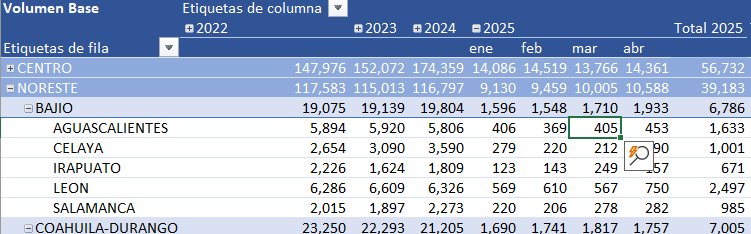 Volumen Base Etiquetas de columna
2022 2023 2024 2025 Total 2025
Etiquetas de fila ene feb mar abr
CENTRO 147,976 152,072 174,359 14,086 14,519 13,766 14,361 56,732
NORESTE 117,583 115,013 116,797 9,130 9,459 10,005 10,588 39,183
BAJIO 19,075 19,139 19,804 1,596 1,548 1,710 1,933 6,786
AGUASCALIENTES 5,894 5,920 5,806 406 369 405 453 1,633
CELAYA 2,654 3,090 3,590 279 220 212 90 1,001
IRAPUATO 2,226 1,624 1,809 123 143 249 157 671
LEON 6,286 6,609 6,326 569 610 567 750 2,497
SALAMANCA 2,015 1,897 2,273 220 206 278 282 985
COAHUILA-DURANGO 23,250 22,293 21,205 1,690 1,741 1,817 1,757 7,005